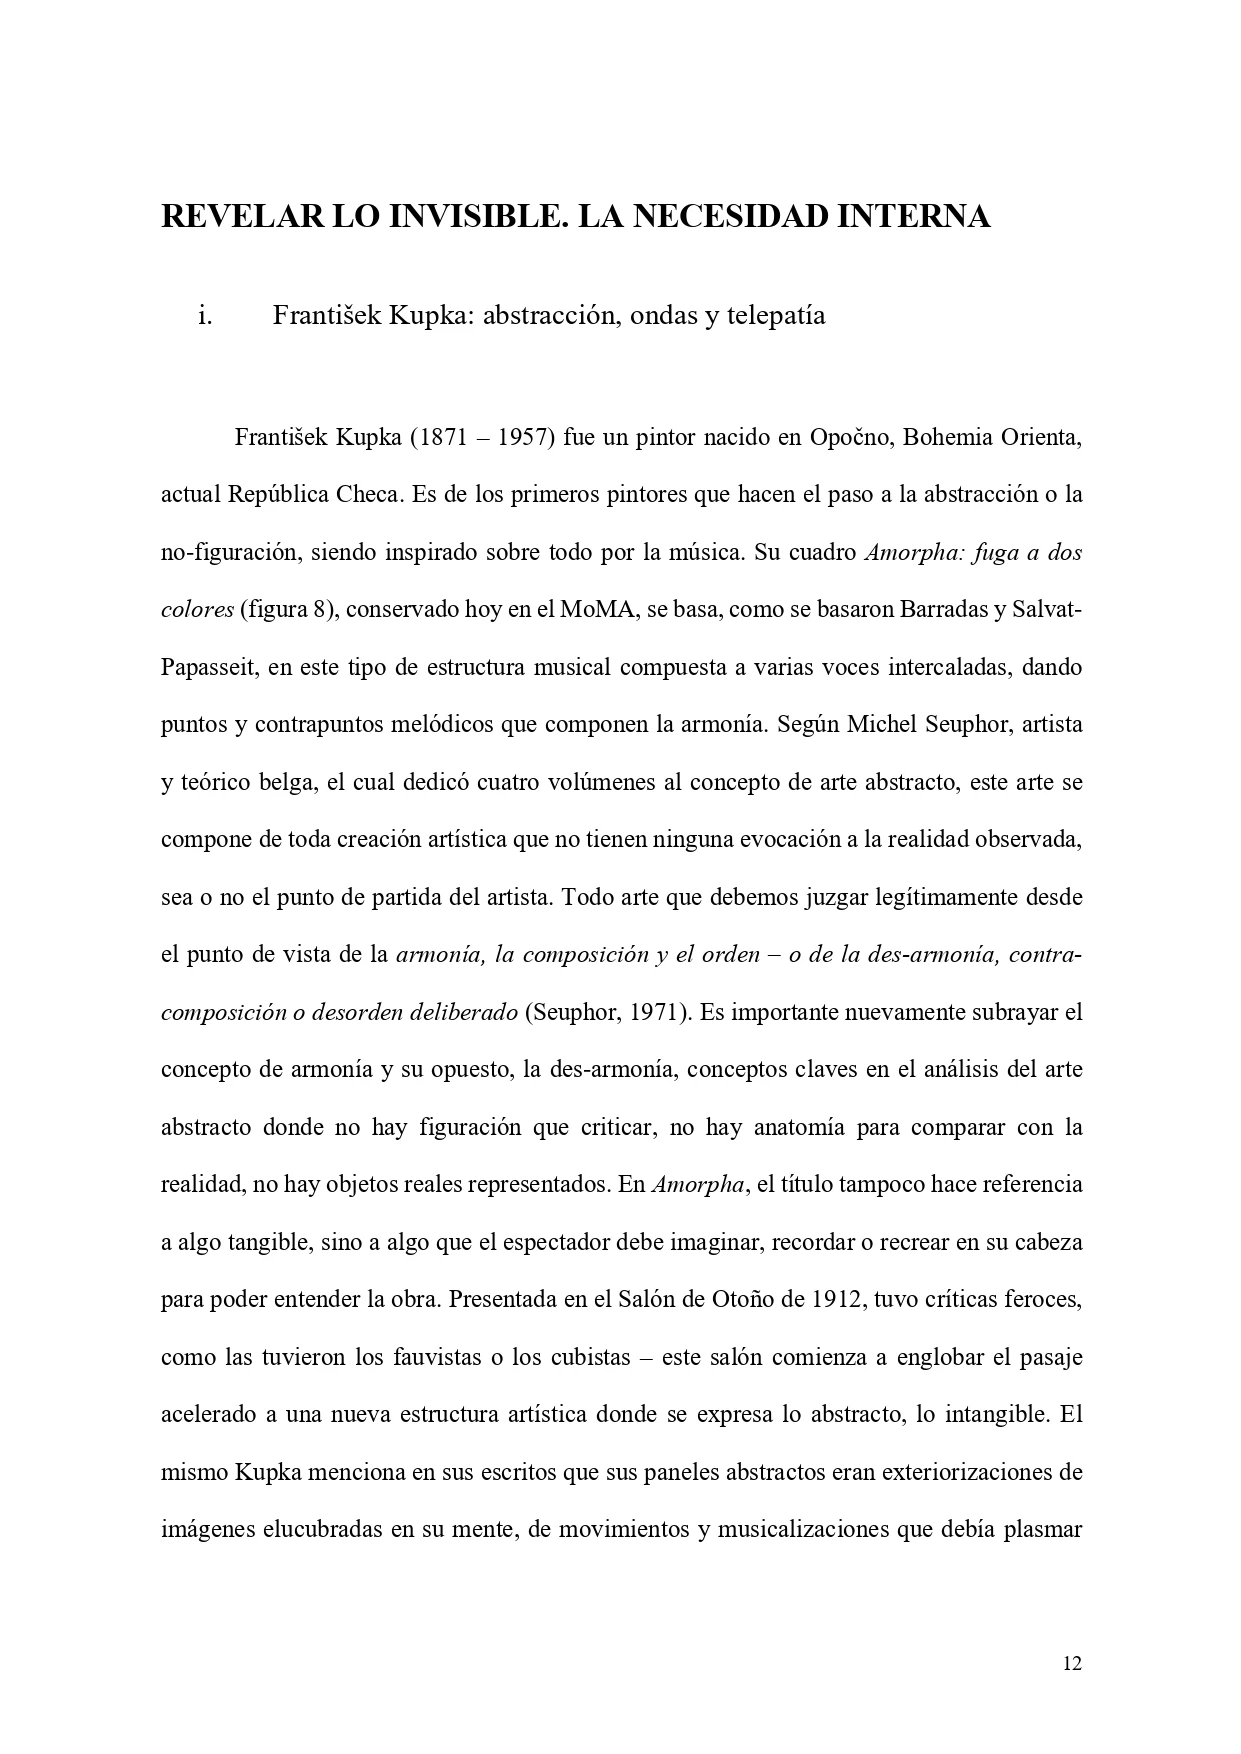 REVELAR LO INVISIBLE. LA NECESIDAD INTERNA
i. František Kupka: abstracción, ondas y telepatía
František Kupka (1871 – 1957) fue un pintor nacido en Opočno, Bohemia Orienta,
actual República Checa. Es de los primeros pintores que hacen el paso a la abstracción o la
no-figuración, siendo inspirado sobre todo por la música. Su cuadro Amorpha: fuga a dos
colores (figura 8), conservado hoy en el MoMA, se basa, como se basaron Barradas y Salvat-
Papasseit, en este tipo de estructura musical compuesta a varias voces intercaladas, dando
puntos y contrapuntos melódicos que componen la armonía. Según Michel Seuphor, artista
y teórico belga, el cual dedicó cuatro volúmenes al concepto de arte abstracto, este arte se
compone de toda creación artística que no tienen ninguna evocación a la realidad observada,
sea o no el punto de partida del artista. Todo arte que debemos juzgar legítimamente desde
el punto de vista de la armonía, la composición y el orden – o de la des-armonía, contra-
composición o desorden deliberado (Seuphor, 1971). Es importante nuevamente subrayar el
concepto de armonía y su opuesto, la des-armonía, conceptos claves en el análisis del arte
abstracto donde no hay figuración que criticar, no hay anatomía para comparar con la
realidad, no hay objetos reales representados. En Amorpha, el título tampoco hace referencia
a algo tangible, sino a algo que el espectador debe imaginar, recordar o recrear en su cabeza
para poder entender la obra. Presentada en el Salón de Otoño de 1912, tuvo críticas feroces,
como las tuvieron los fauvistas o los cubistas – este salón comienza a englobar el pasaje
acelerado a una nueva estructura artística donde se expresa lo abstracto, lo intangible. El
mismo Kupka menciona en sus escritos que sus paneles abstractos eran exteriorizaciones de
imágenes elucubradas en su mente, de movimientos y musicalizaciones que debía plasmar
12